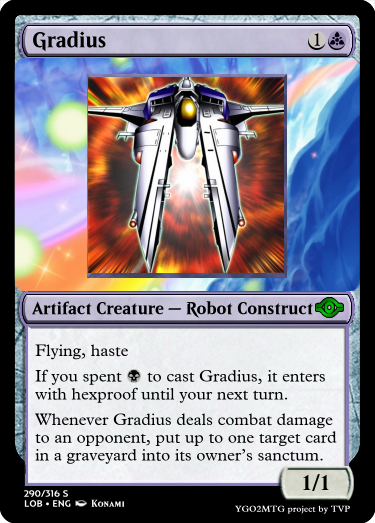 Gradius
1
Artifact Creature — Robot Construct
Flying, haste
If you spent to cast Gradius, it enters
with hexproof until your next turn.
Whenever Gradius deals combat damage
to an opponent, put up to one target card
in a graveyard into its owner's sanctum.
1/1
290/316 S
LOB • ENG KONAMI
YGO2MTG project by TVP